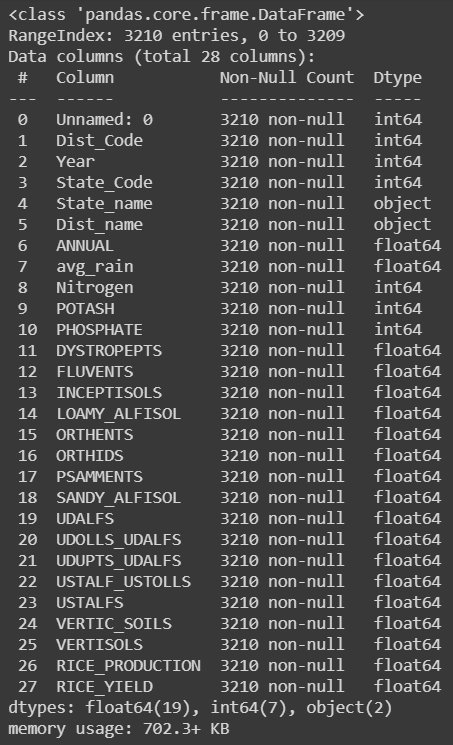 <class 'pandas.core.frame.DataFrame'>
RangeIndex: 3210 entries, 0 to 3209
Data columns (total 28 columns):
 #   Column           Non-Null Count  Dtype
---  ------           --------------  -----
 0   Unnamed: 0       3210 non-null   int64
 1   Dist_Code        3210 non-null   int64
 2   Year             3210 non-null   int64
 3   State_Code       3210 non-null   int64
 4   State_name       3210 non-null   object
 5   Dist_name        3210 non-null   object
 6   ANNUAL           3210 non-null   float64
 7   avg_rain         3210 non-null   float64
 8   Nitrogen         3210 non-null   int64
 9   POTASH           3210 non-null   int64
 10  PHOSPHATE        3210 non-null   int64
 11  DYSTROPEPTS      3210 non-null   float64
 12  FLUVENTS         3210 non-null   float64
 13  INCEPTISOLS      3210 non-null   float64
 14  LOAMY_ALFISOL    3210 non-null   float64
 15  ORTHENTS         3210 non-null   float64
 16  ORTHIDS          3210 non-null   float64
 17  PSAMMENTS        3210 non-null   float64
 18  SANDY_ALFISOL    3210 non-null   float64
 19  UDALFS           3210 non-null   float64
 20  UDOLLS_UDALFS    3210 non-null   float64
 21  UDUPTS_UDALFS    3210 non-null   float64
 22  USTALF_USTOLLS   3210 non-null   float64
 23  USTALFS          3210 non-null   float64
 24  VERTIC_SOILS     3210 non-null   float64
 25  VERTISOLS        3210 non-null   float64
 26  RICE_PRODUCTION  3210 non-null   float64
 27  RICE_YIELD       3210 non-null   float64
dtypes: float64(19), int64(7), object(2)
memory usage: 702.3+ KB